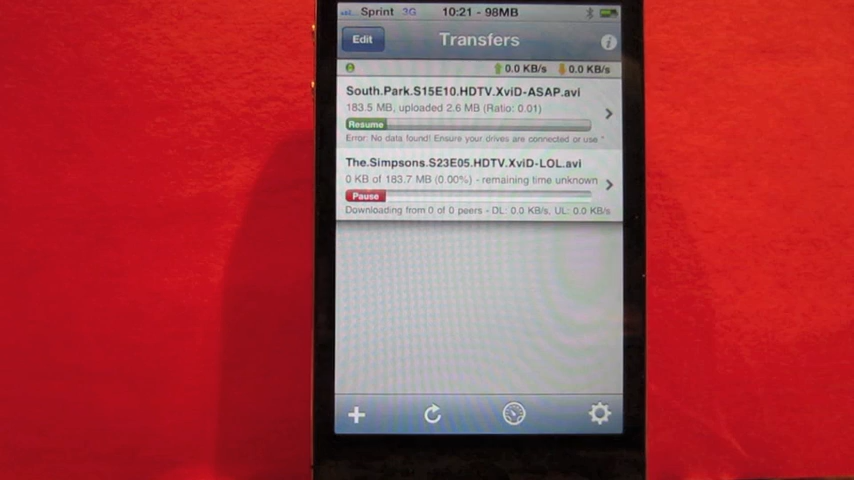 Sprint 3G 10:21 - 98MB
Edit Transfers
0.0 KB/s 0.0 KB/s
South.Park.S15E10.HDTV.XviD-ASAP.avi
183.5 MB, uploaded 2.6 MB (Ratio: 0.01)
Resume
Error: No data found! Ensure your drives are connected or use "
The.Simpsons.S23E05.HDTV.XviD-LOL.avi
0 KB of 183.7 MB (0.00%) - remaining time unknown
Pause
Downloading from 0 of 0 peers - DL: 0.0 KB/s, UL: 0.0 KB/s